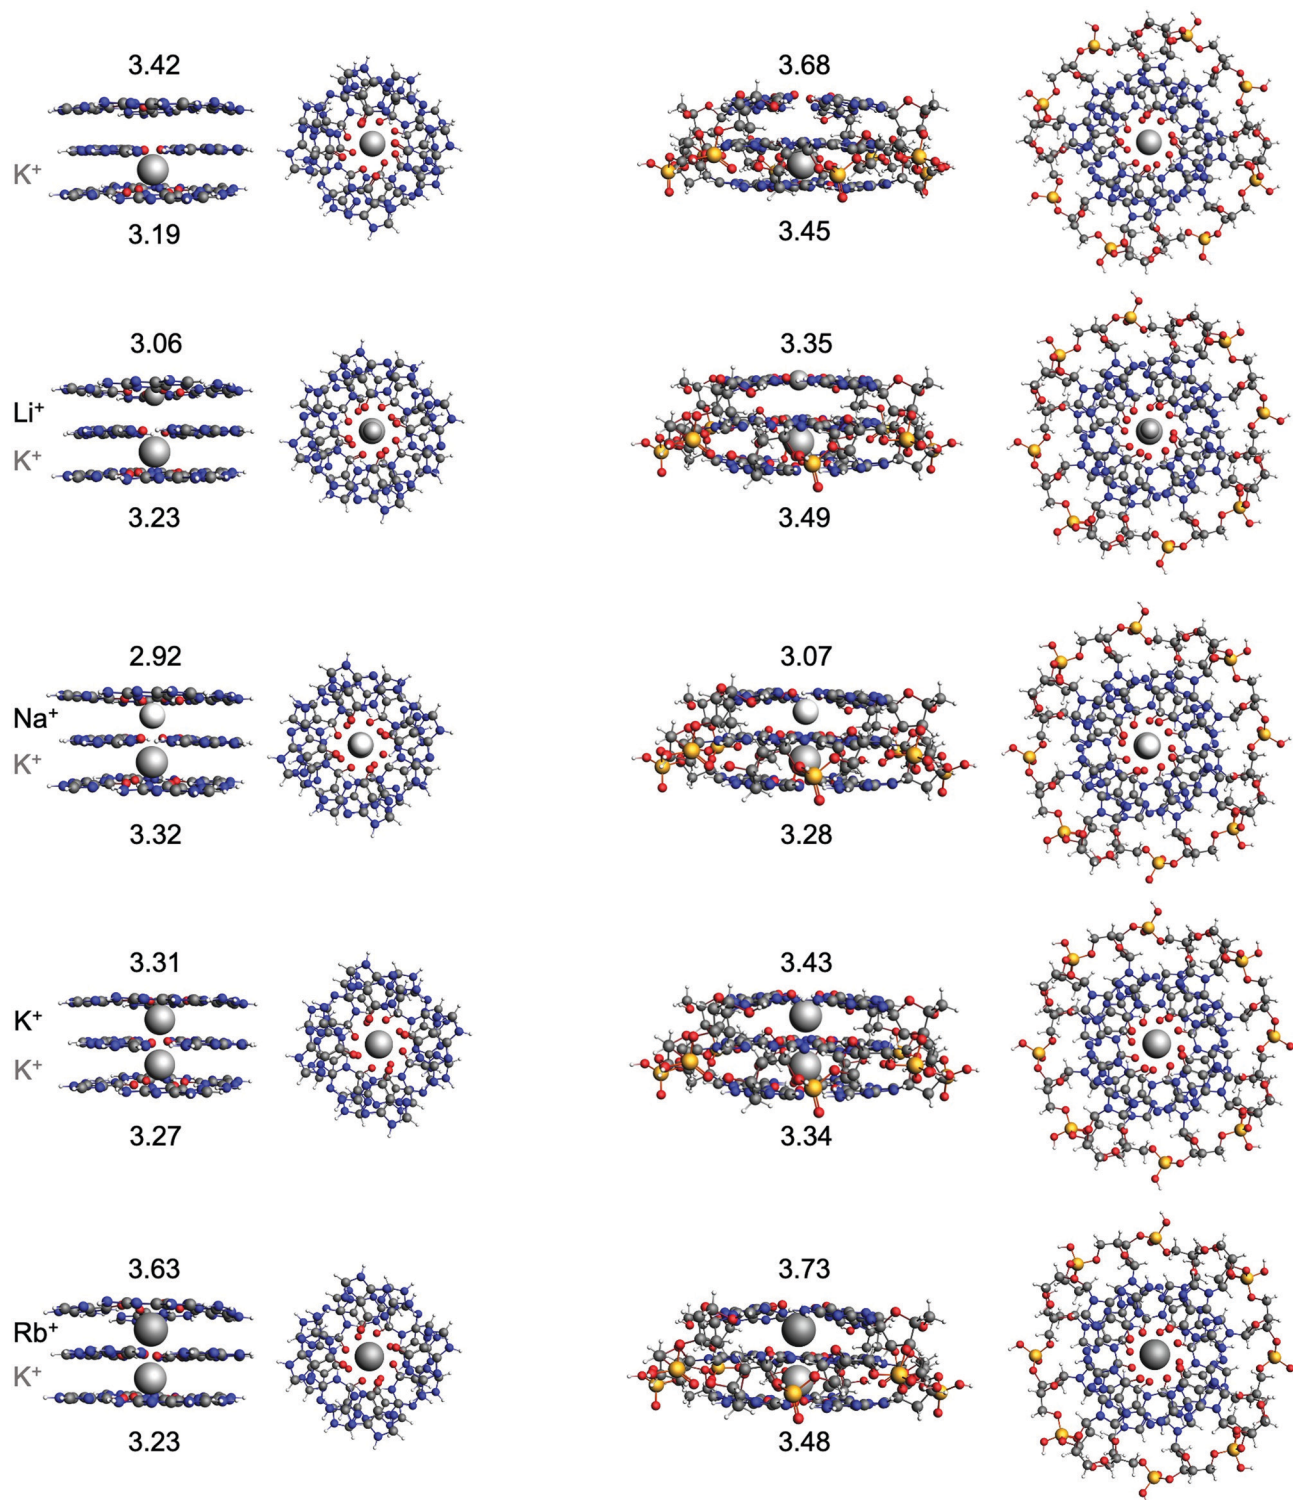 3.42 3.68
K⁺
3.19 3.45
3.06 3.35
Li⁺
K⁺
3.23 3.49
2.92 3.07
Na⁺
K⁺
3.32 3.28
3.31 3.43
K⁺
K⁺
3.27 3.34
3.63 3.73
Rb⁺
K⁺
3.23 3.48